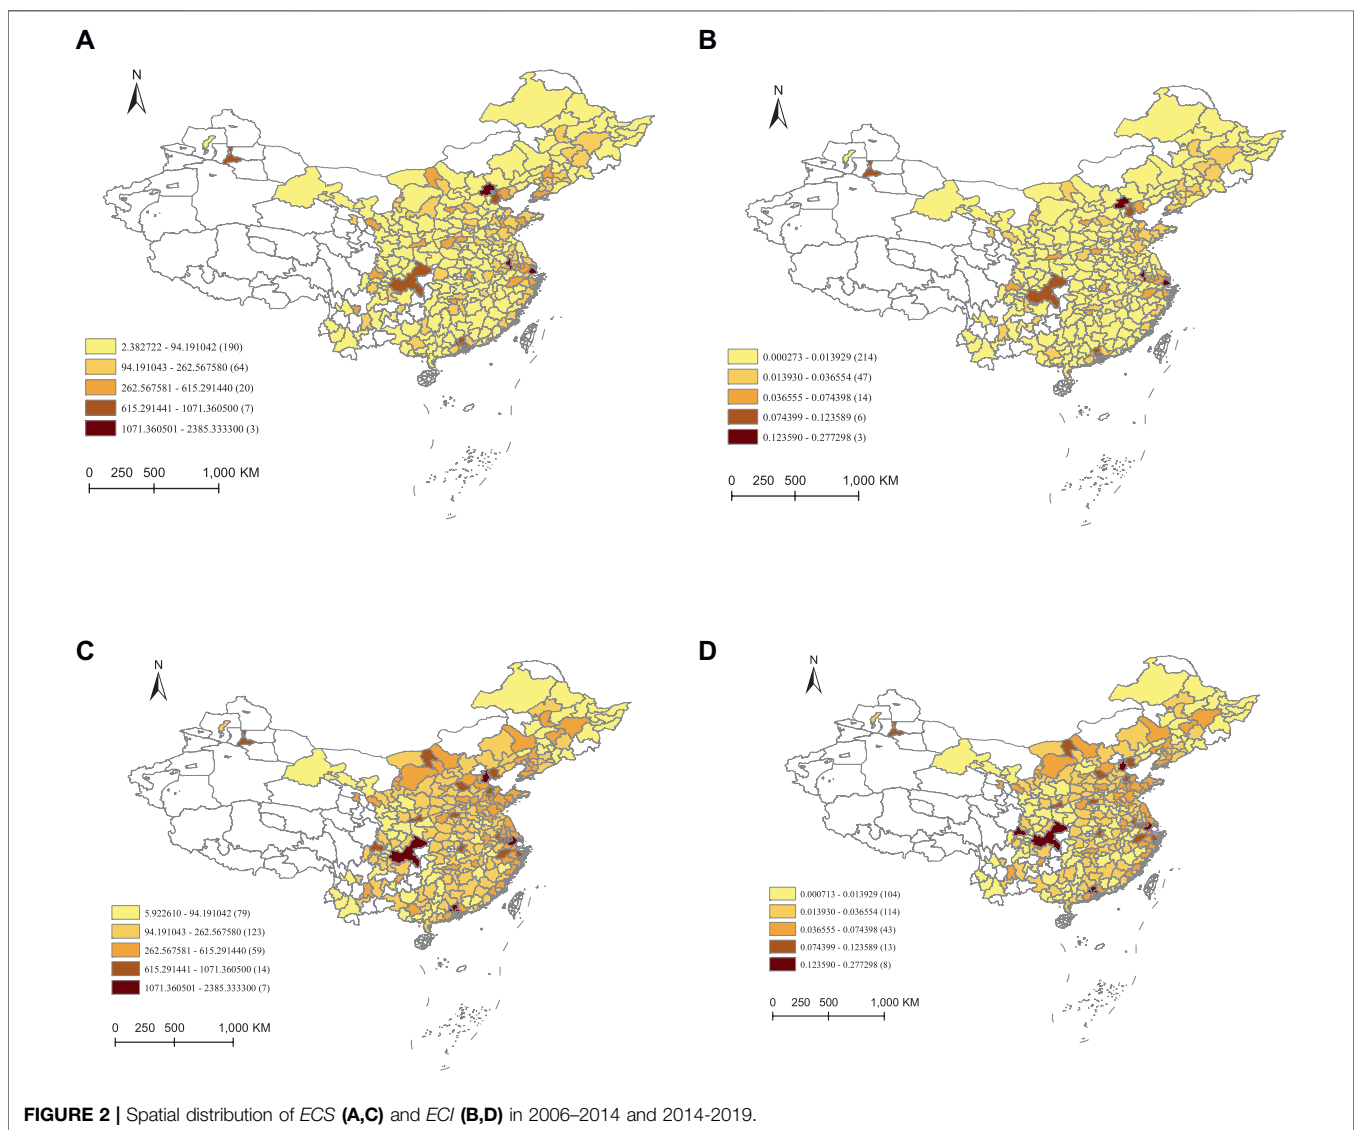 A
N
2.382722 - 94.191042 (190)
94.191043 - 262.567580 (64)
262.567581 - 615.291440 (20)
615.291441 - 1071.360500 (7)
1071.360501 - 2385.333300 (3)
0 250 500 1,000 KM
B
N
0.000273 - 0.013929 (214)
0.013930 - 0.036554 (47)
0.036555 - 0.074398 (14)
0.074399 - 0.123589 (6)
0.123590 - 0.277298 (3)
0 250 500 1,000 KM
C
N
5.922610 - 94.191042 (79)
94.191043 - 262.567580 (123)
262.567581 - 615.291440 (59)
615.291441 - 1071.360500 (14)
1071.360501 - 2385.333300 (7)
0 250 500 1,000 KM
D
N
0.000713 - 0.013929 (104)
0.013930 - 0.036554 (114)
0.036555 - 0.074398 (43)
0.074399 - 0.123589 (13)
0.123590 - 0.277298 (8)
0 250 500 1,000 KM
FIGURE 2 | Spatial distribution of ECS (A,C) and ECI (B,D) in 2006–2014 and 2014-2019.